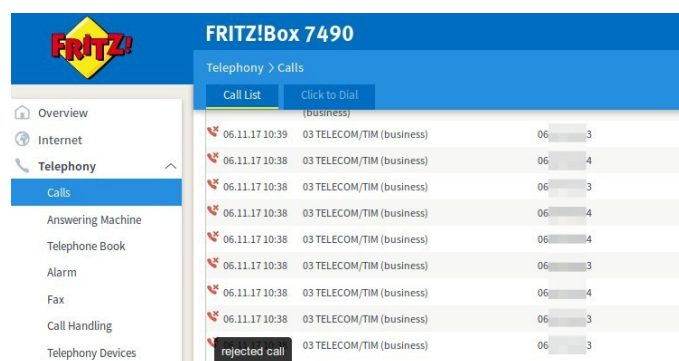 FRITZ!
FRITZ!Box 7490
Telephony > Calls
Call List
Click to Dial
Overview
Internet
Telephony
Calls
Answering Machine
Telephone Book
Alarm
Fax
Call Handling
Telephony Devices
(business)
06.11.17 10:39 03 TELECOM/TIM (business) 06 3
06.11.17 10:38 03 TELECOM/TIM (business) 06 4
06.11.17 10:38 03 TELECOM/TIM (business) 06 3
06.11.17 10:38 03 TELECOM/TIM (business) 06 4
06.11.17 10:38 03 TELECOM/TIM (business) 06 4
06.11.17 10:38 03 TELECOM/TIM (business) 06 3
06.11.17 10:38 03 TELECOM/TIM (business) 06 4
06.11.17 10:38 03 TELECOM/TIM (business) 06 3
03 TELECOM/TIM (business) 06 3
rejected call